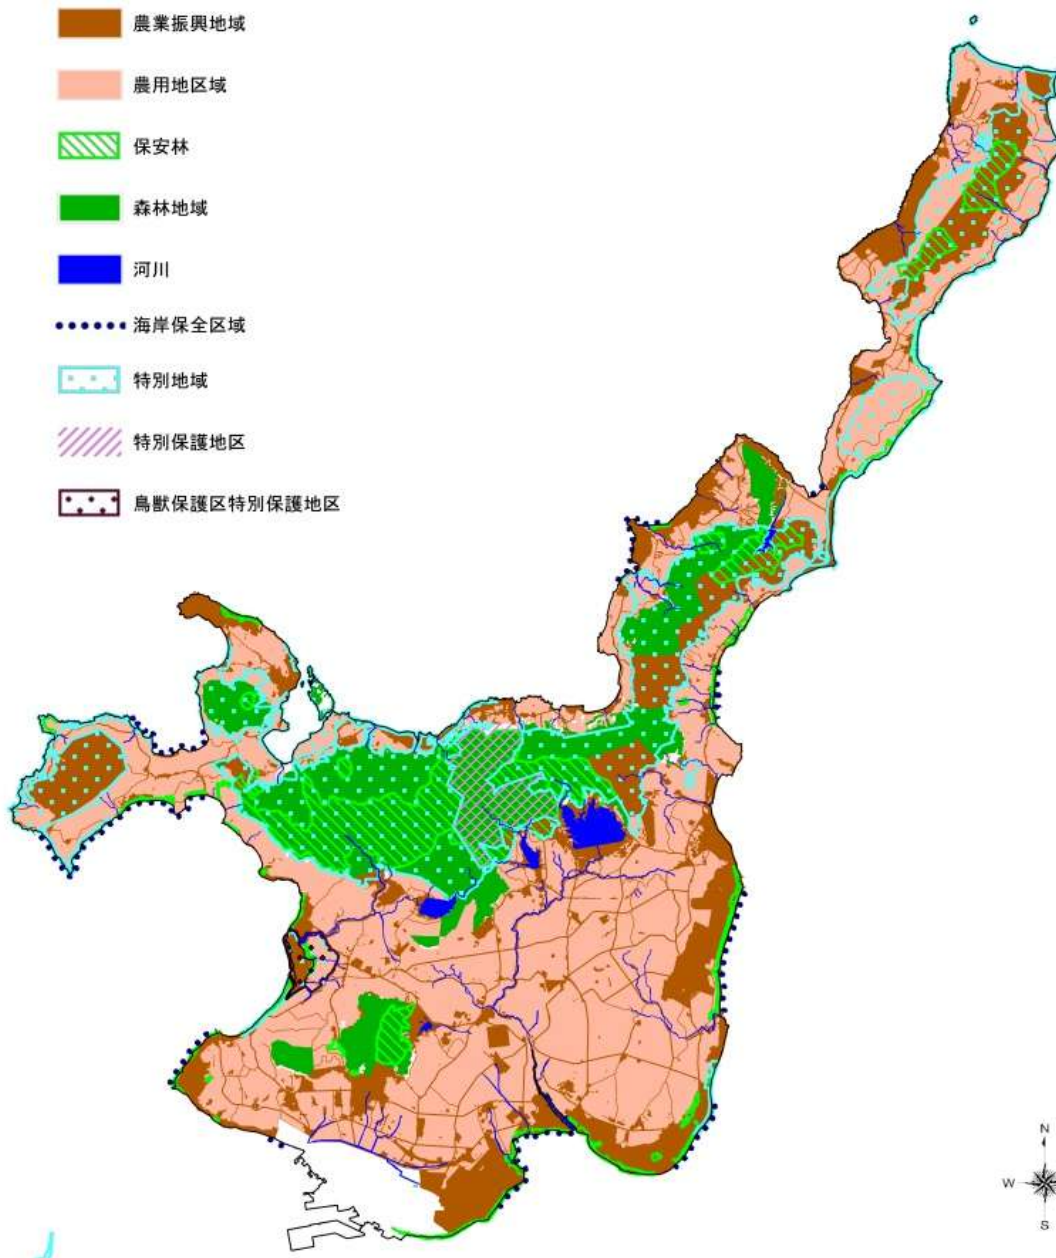 農業振興地域
農用地区域
保安林
森林地域
河川
海岸保全区域
特別地域
特別保護地区
鳥獣保護区特別保護地区
N
W
S